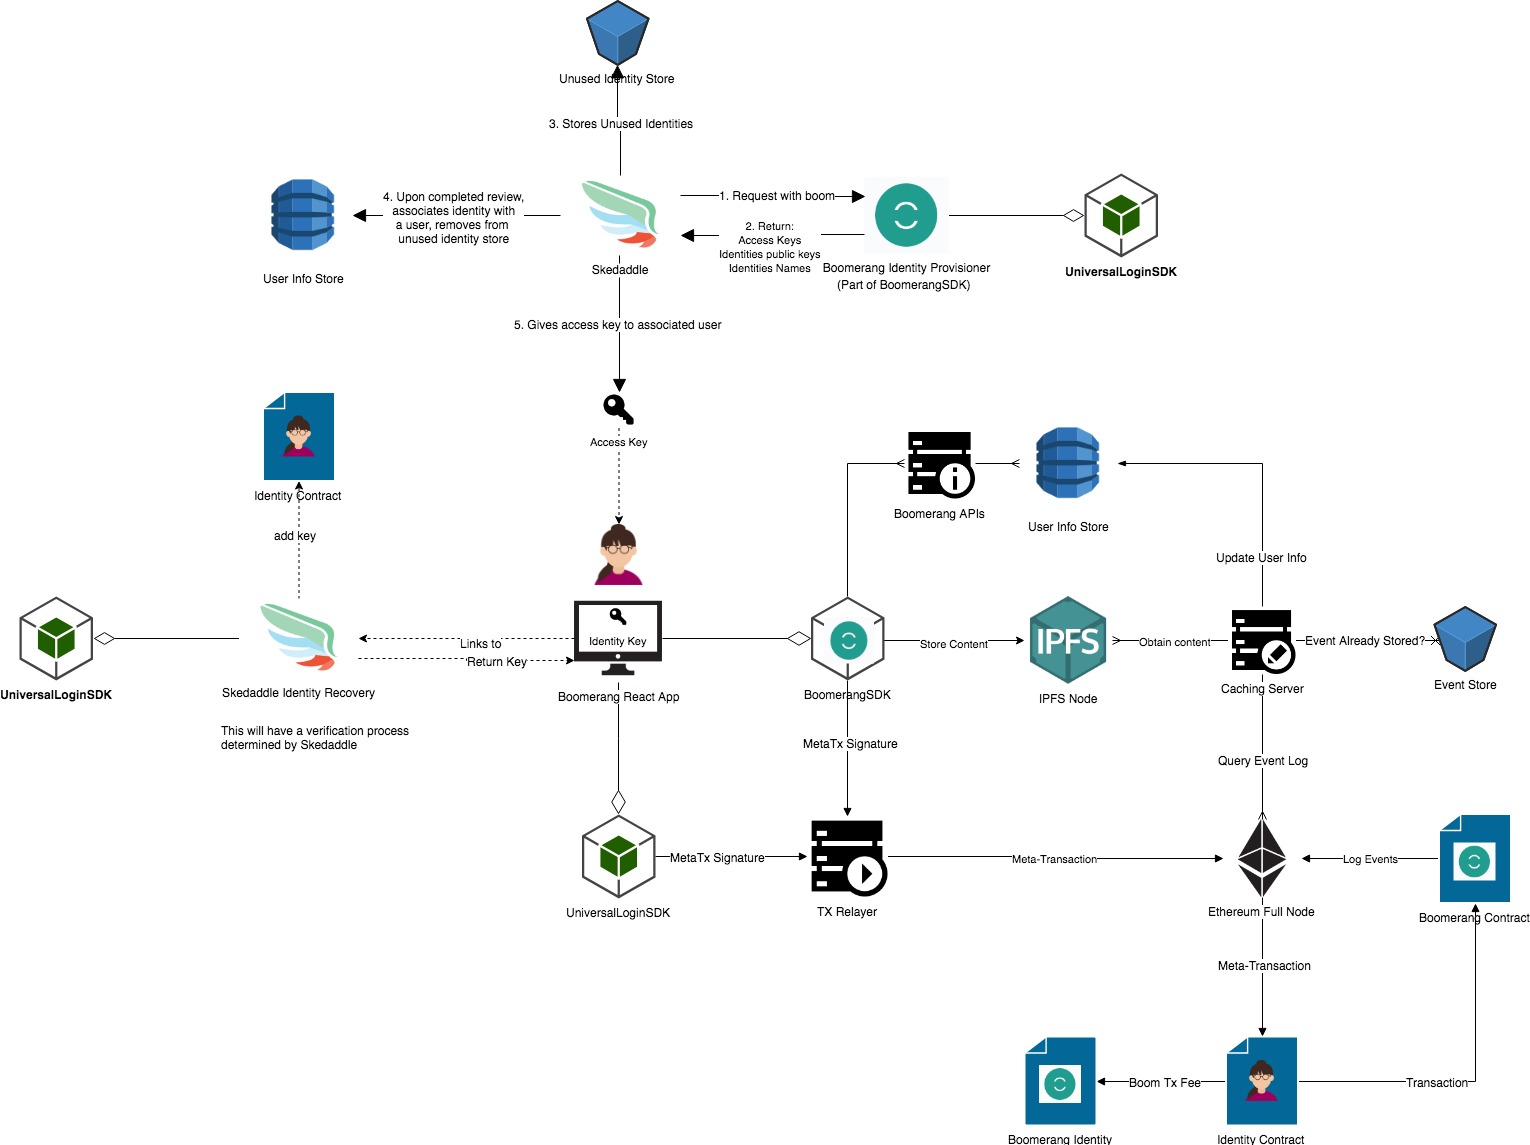 Unused Identity Store
3. Stores Unused Identities
4. Upon completed review,
associates identity with
a user, removes from
unused identity store
User Info Store
Skedaddle
1. Request with boom
2. Return:
Access Keys
Identities public keys
Identities Names
Boomerang Identity Provisioner
(Part of BoomerangSDK)
UniversalLoginSDK
5. Gives access key to associated user
Access Key
Identity Contract
add key
Boomerang APIs
User Info Store
Update User Info
UniversalLoginSDK
Skedaddle Identity Recovery
This will have a verification process
determined by Skedaddle
Links to
Return Key
Identity Key
Boomerang React App
BoomerangSDK
Store Content
IPFS
IPFS Node
Obtain content
Caching Server
Event Already Stored?
Event Store
MetaTx Signature
Query Event Log
UniversalLoginSDK
MetaTx Signature
TX Relayer
Meta-Transaction
Ethereum Full Node
Log Events
Boomerang Contract
Meta-Transaction
Boomerang Identity
Boom Tx Fee
Identity Contract
Transaction